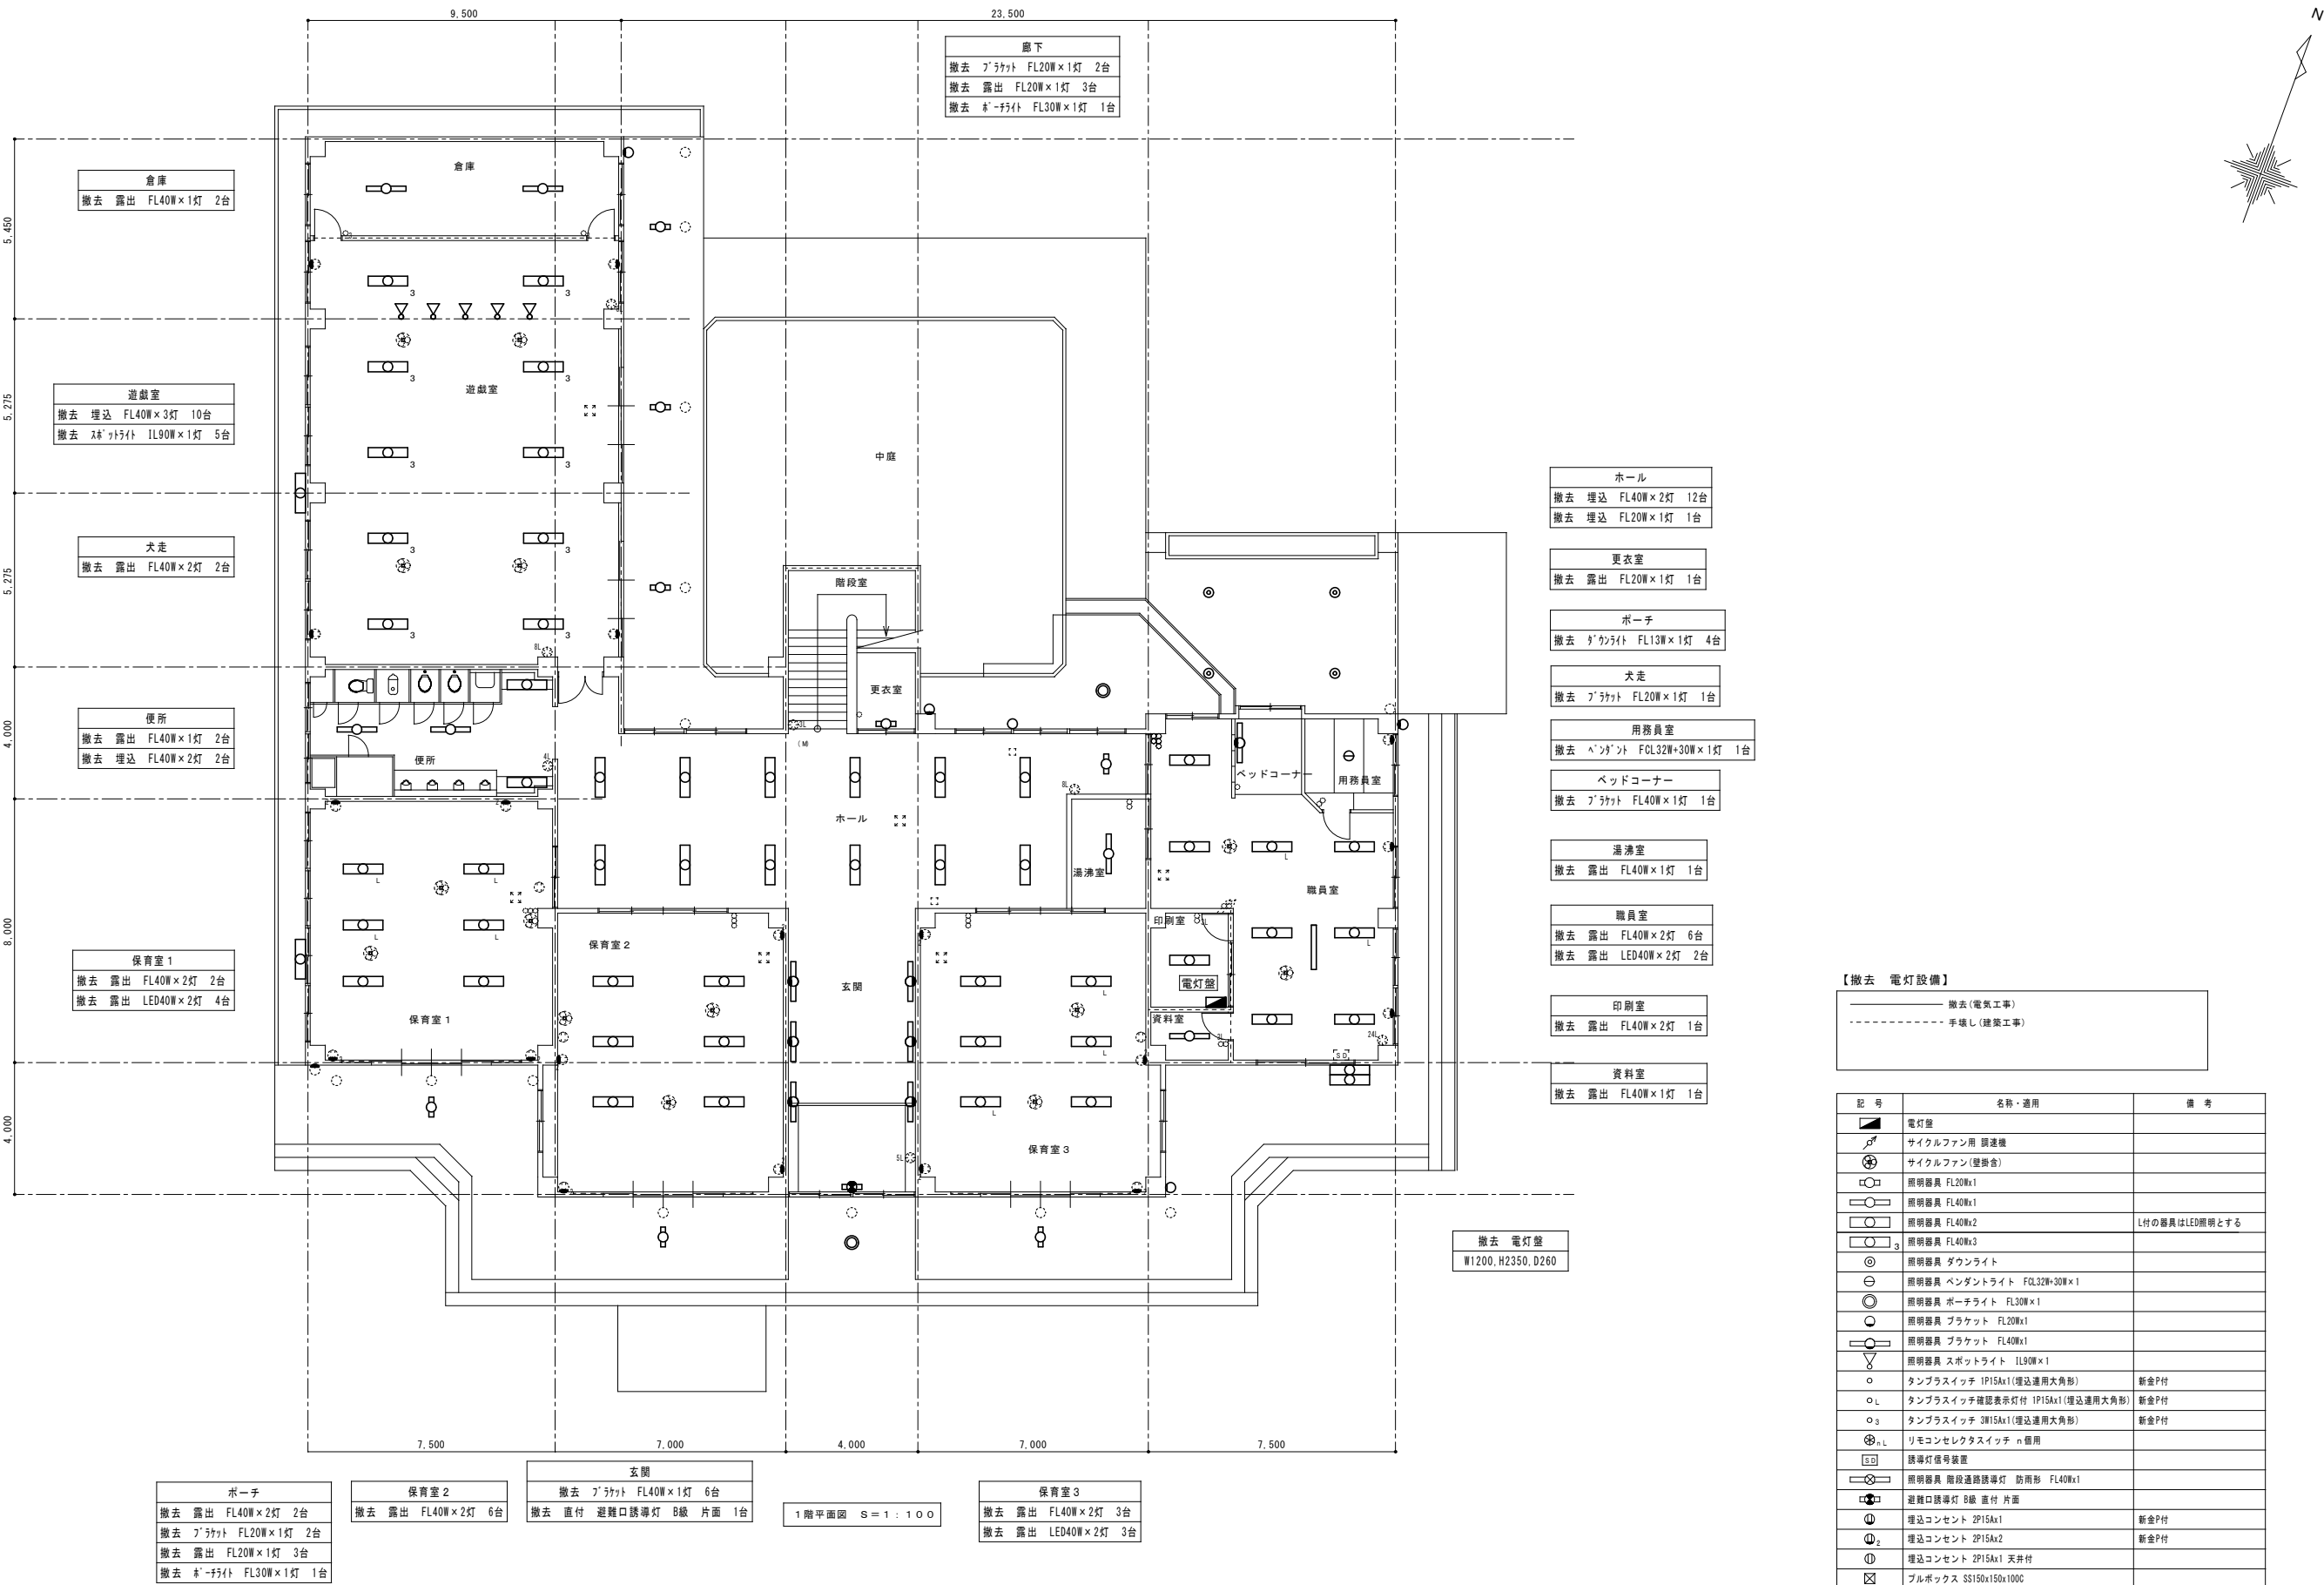 9,500
23,500
N
廊下
撤去 ブラケット FL20W×1灯 2台
撤去 露出 FL20W×1灯 3台
撤去 ポーチライト FL30W×1灯 1台
5,450
5,275
5,275
4,000
8,000
4,000
倉庫
撤去 露出 FL40W×1灯 2台
遊戯室
撤去 埋込 FL40W×3灯 10台
撤去 スポットライト IL90W×1灯 5台
犬走
撤去 露出 FL40W×2灯 2台
便所
撤去 露出 FL40W×1灯 2台
撤去 埋込 FL40W×2灯 2台
保育室1
撤去 露出 FL40W×2灯 2台
撤去 露出 LED40W×2灯 4台
倉庫
3
3
3
3
遊戯室
3
3
3
3
3
3
中庭
階段室
更衣室
8L
3L
(M)
便所
4L
2
ホール
8L
湯沸室
ベッドコーナー
用務員室
職員室
L
L
L
L
L
L
保育室1
保育室2
玄関
印刷室
電灯盤
資料室
24L
SD
L
L
L
保育室3
5L
ホール
撤去 埋込 FL40W×2灯 12台
撤去 埋込 FL20W×1灯 1台
更衣室
撤去 露出 FL20W×1灯 1台
ポーチ
撤去 ダウンライト FL13W×1灯 4台
犬走
撤去 ブラケット FL20W×1灯 1台
用務員室
撤去 ペンダント FCL32W+30W×1灯 1台
ベッドコーナー
撤去 ブラケット FL40W×1灯 1台
湯沸室
撤去 露出 FL40W×1灯 1台
職員室
撤去 露出 FL40W×2灯 6台
撤去 露出 LED40W×2灯 2台
印刷室
撤去 露出 FL40W×2灯 1台
資料室
撤去 露出 FL40W×1灯 1台
撤去 電灯盤
W1200,H2350,D260
7,500
7,000
4,000
7,000
7,500
ポーチ
撤去 露出 FL40W×2灯 2台
撤去 ブラケット FL20W×1灯 2台
撤去 露出 FL20W×1灯 3台
撤去 ポーチライト FL30W×1灯 1台
保育室2
撤去 露出 FL40W×2灯 6台
玄関
撤去 ブラケット FL40W×1灯 6台
撤去 直付 避難口誘導灯 B級 片面 1台
1階平面図 S=1:100
保育室3
撤去 露出 FL40W×2灯 3台
撤去 露出 LED40W×2灯 3台
【撤去 電灯設備】
撤去(電気工事)
手壊し(建築工事)
記 号 名称・適用 備 考
電灯盤
サイクルファン用 調速機
サイクルファン(壁掛含)
照明器具 FL20Wx1
照明器具 FL40Wx1
照明器具 FL40Wx2 L付の器具はLED照明とする
3 照明器具 FL40Wx3
照明器具 ダウンライト
照明器具 ペンダントライト FCL32W+30W×1
照明器具 ポーチライト FL30W×1
照明器具 ブラケット FL20Wx1
照明器具 ブラケット FL40Wx1
照明器具 スポットライト IL90W×1
タンブラスイッチ 1P15Ax1(埋込連用大角形) 新金P付
L タンブラスイッチ確認表示灯付 1P15Ax1(埋込連用大角形) 新金P付
3 タンブラスイッチ 3W15Ax1(埋込連用大角形) 新金P付
nL リモコンセレクタスイッチ n個用
SD 誘導灯信号装置
照明器具 階段通路誘導灯 防雨形 FL40Wx1
避難口誘導灯 B級 直付 片面
埋込コンセント 2P15Ax1 新金P付
2 埋込コンセント 2P15Ax2 新金P付
埋込コンセント 2P15Ax1 天井付
プルボックス SS150x150x100C